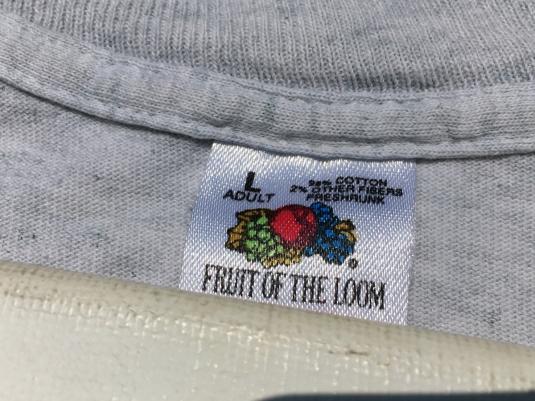 L
ADULT
98% COTTON
2% OTHER FIBERS
PRESHRUNK
®
FRUIT OF THE LOOM